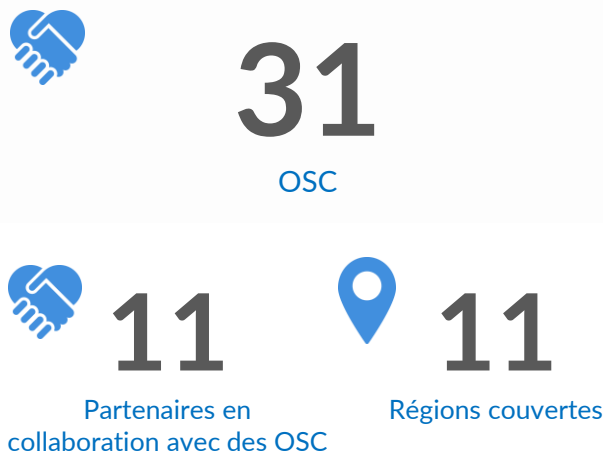 31
OSC
11
Partenaires en
collaboration avec des OSC
11
Régions couvertes